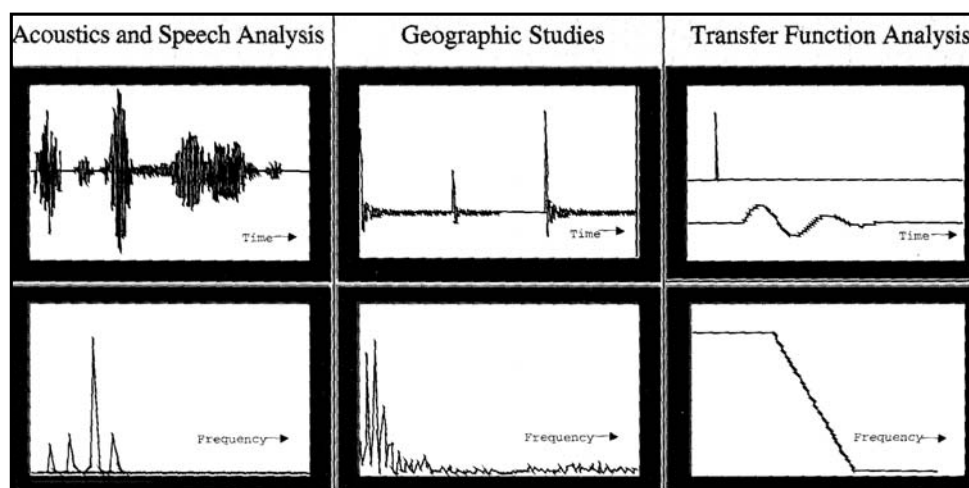 Acoustics and Speech Analysis
Geographic Studies
Transfer Function Analysis
Time
Time
Time
Frequency
Frequency
Frequency